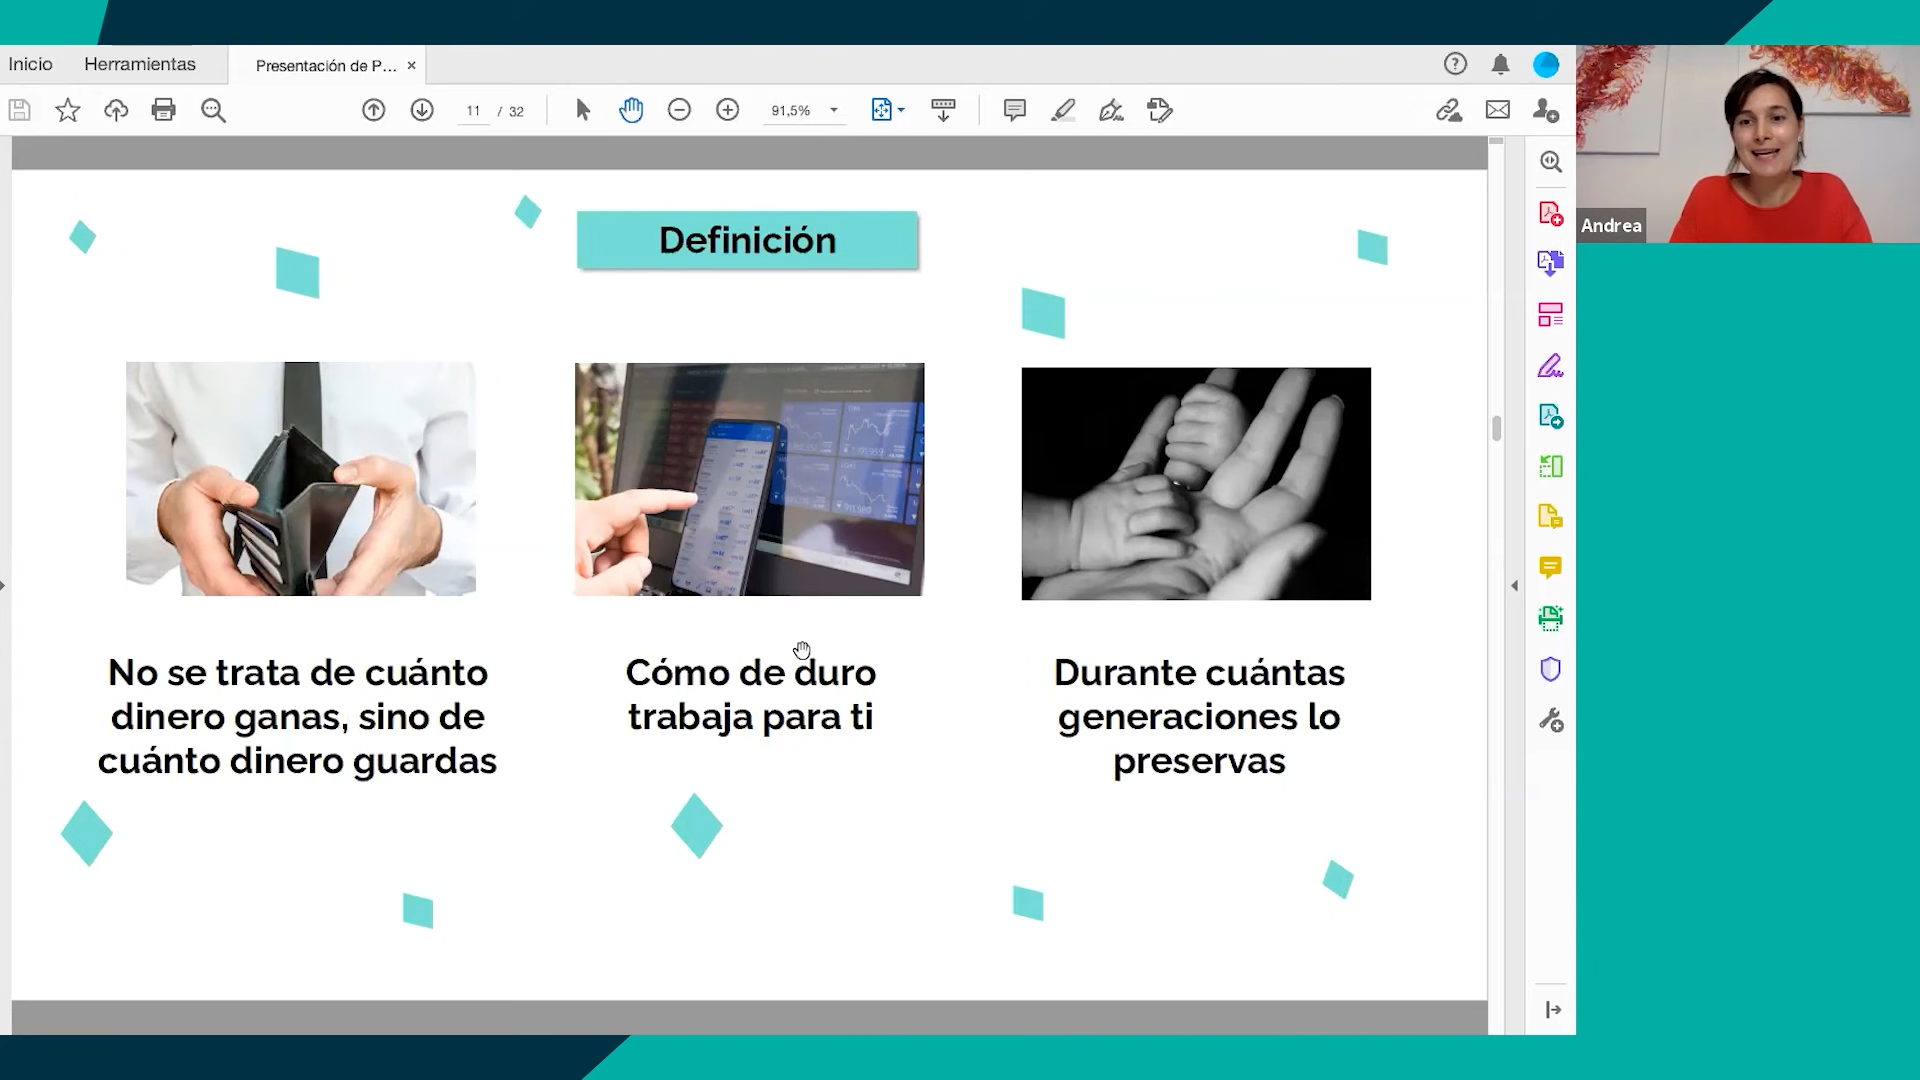 Inicio
Herramientas
Presentación de P...
11 / 32
91,5%
Andrea
Definición
No se trata de cuánto
dinero ganas, sino de
cuánto dinero guardas
Cómo de duro
trabaja para ti
Durante cuántas
generaciones lo
preservas